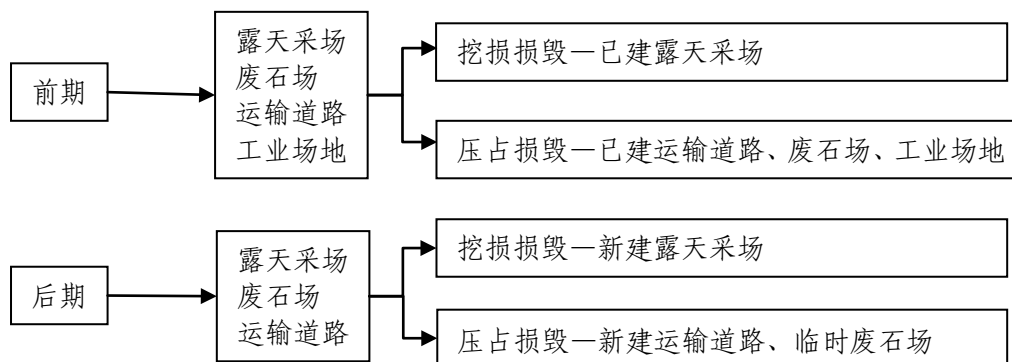 前期
露天采场
废石场
运输道路
工业场地
挖损损毁—已建露天采场
压占损毁—已建运输道路、废石场、工业场地
后期
露天采场
废石场
运输道路
挖损损毁—新建露天采场
压占损毁—新建运输道路、临时废石场